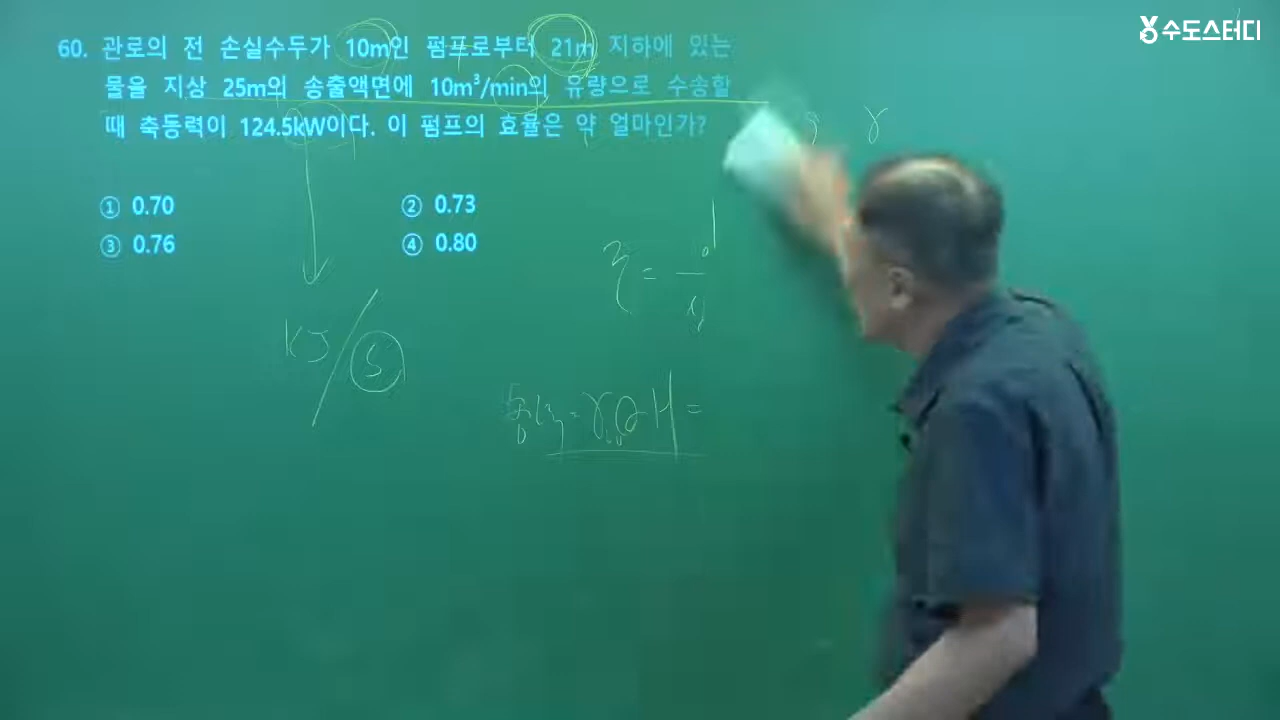 수도스터디
60. 관로의 전 손실수두가 10m인 펌프로부터 21m 지하에 있는
물을 지상 25m의 송출액면에 10m³/min의 유량으로 수송할
때 축동력이 124.5kW이다. 이 펌프의 효율은 약 얼마인가?
① 0.70 ② 0.73
③ 0.76 ④ 0.80
γ
η =
KJ/S
= γQH =